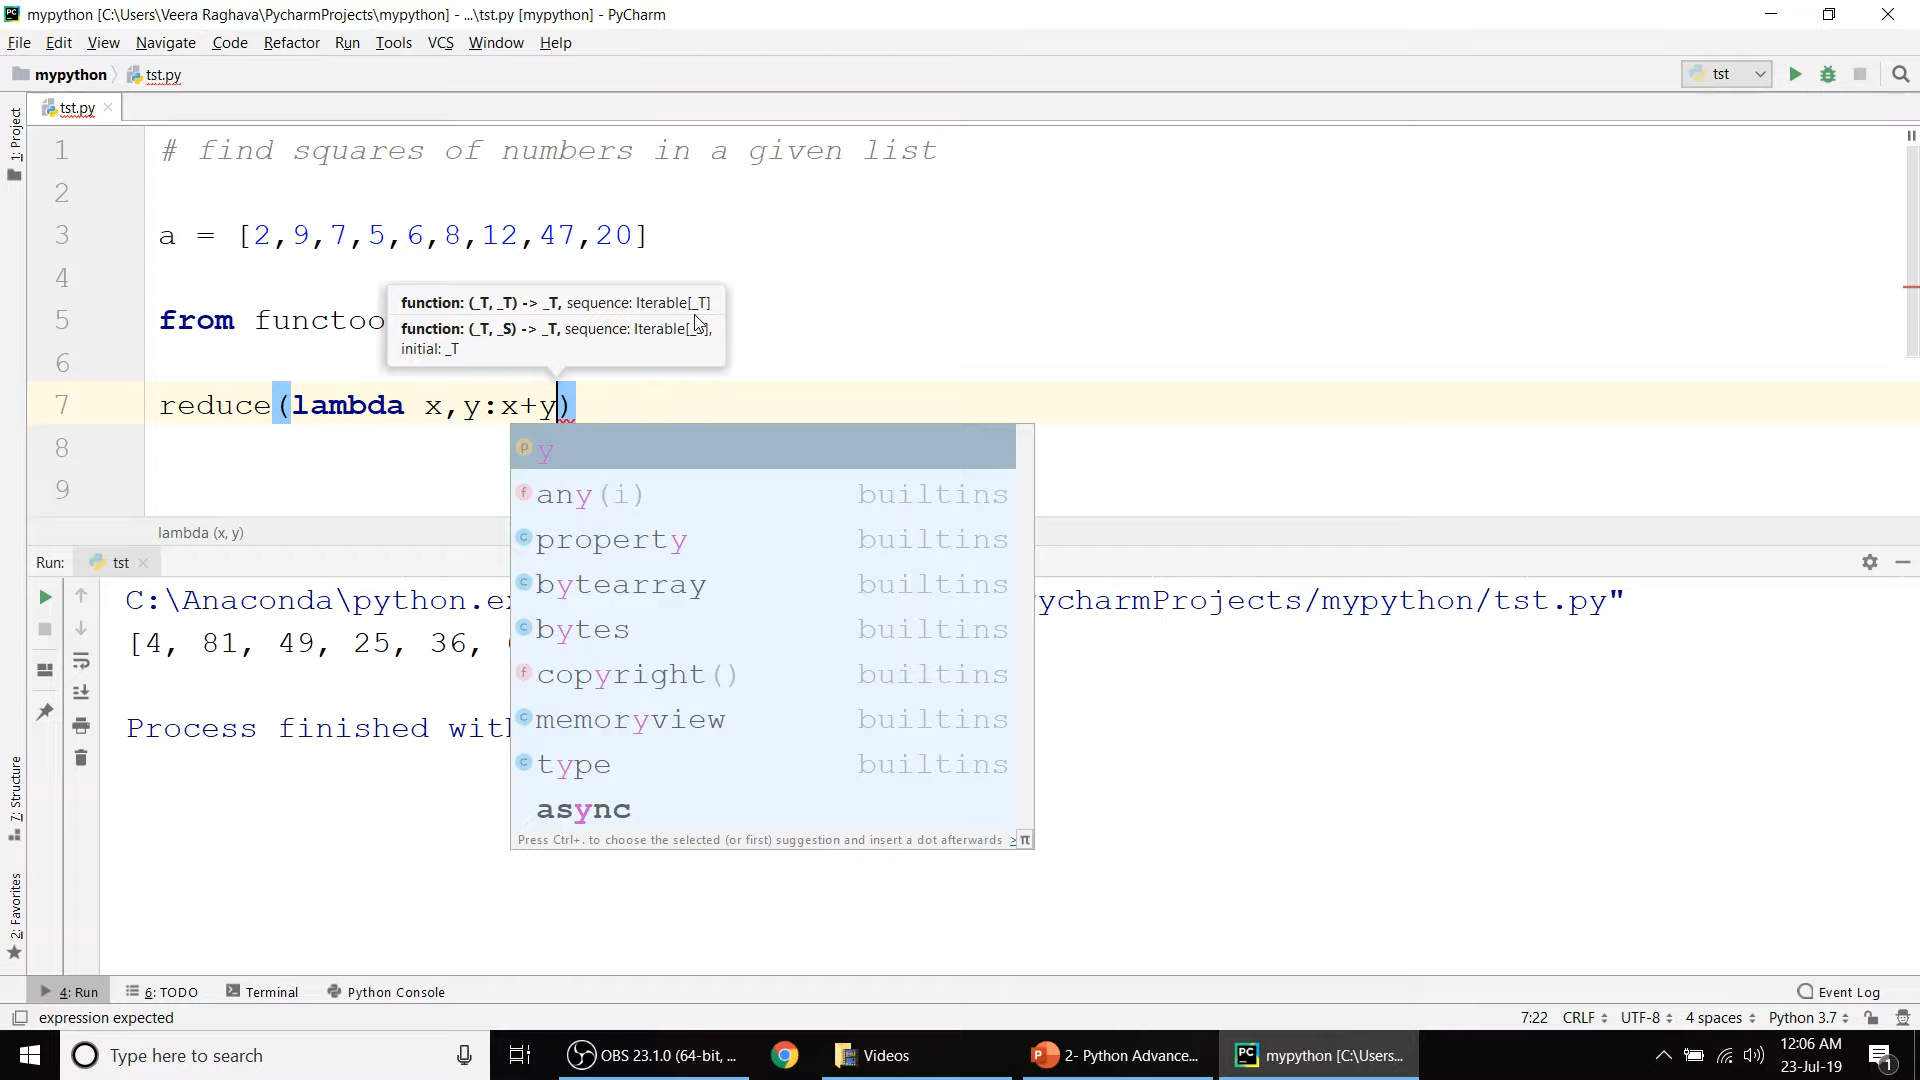 mypython [C:\Users\Veera Raghava\PycharmProjects\mypython] - ...\tst.py [mypython] - PyCharm
File Edit View Navigate Code Refactor Run Tools VCS Window Help
mypython tst.py tst
1: Project
tst.py
1 # find squares of numbers in a given list
2
3 a = [2,9,7,5,6,8,12,47,20]
4
function: (_T, _T) -> _T, sequence: Iterable[_T]
5 from functoo
function: (_T, _S) -> _T, sequence: Iterable[_S],
initial: _T
6
7 reduce(lambda x,y:x+y)
8
9
y
any(i) builtins
property builtins
bytearray builtins
bytes builtins
copyright() builtins
memoryview builtins
type builtins
async
Press Ctrl+. to choose the selected (or first) suggestion and insert a dot afterwards >> π
lambda (x, y)
Run: tst
C:\Anaconda\python.ex ycharmProjects/mypython/tst.py"
[4, 81, 49, 25, 36,
Process finished wit
7: Structure
2: Favorites
4: Run 6: TODO Terminal Python Console Event Log
expression expected 7:22 CRLF UTF-8 4 spaces Python 3.7
Type here to search OBS 23.1.0 (64-bit, ... Videos 2- Python Advance... mypython [C:\Users... 12:06 AM
23-Jul-19 1